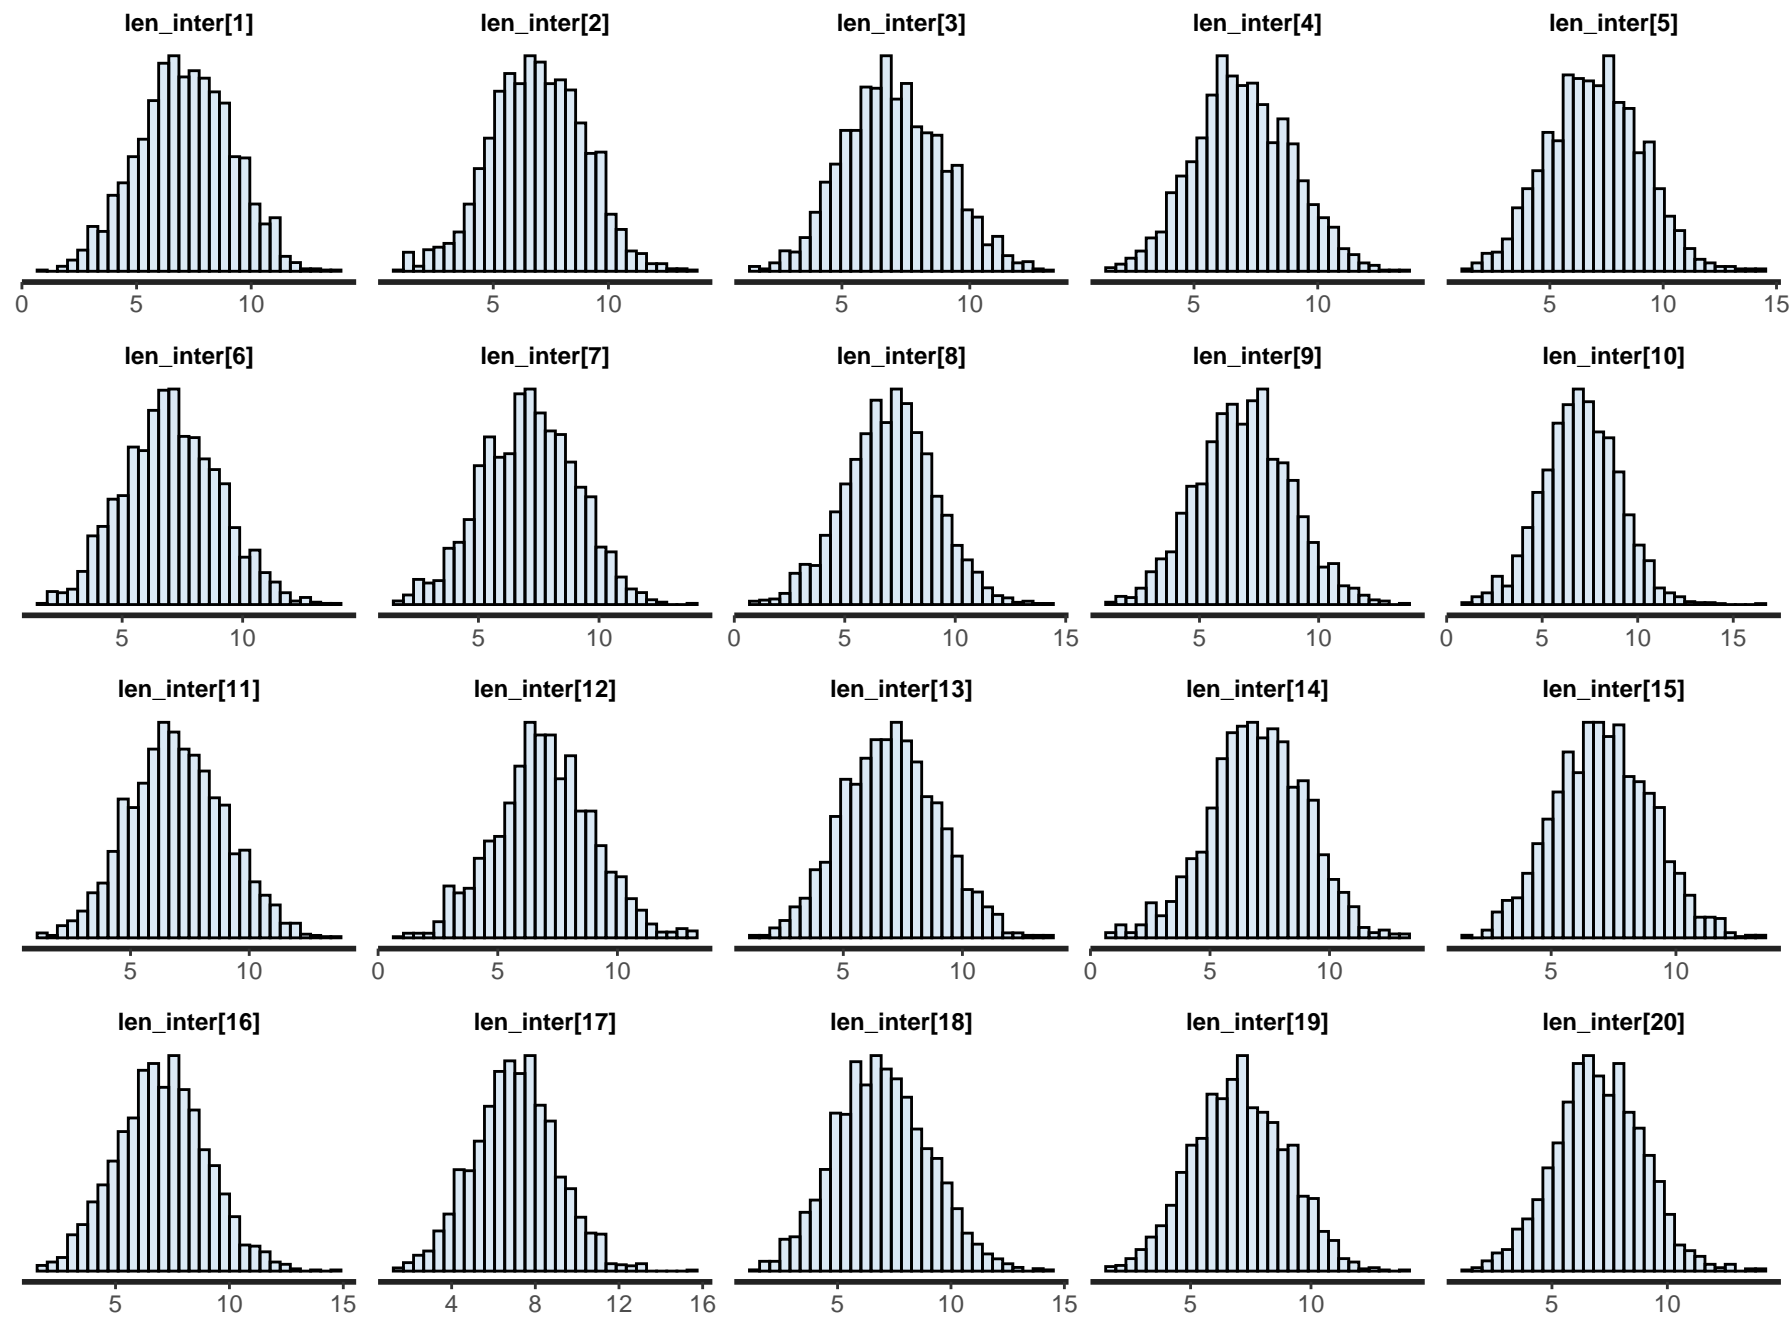 len_inter[1] len_inter[2] len_inter[3] len_inter[4] len_inter[5]
0 5 10 5 10 5 10 5 10 5 10 15
len_inter[6] len_inter[7] len_inter[8] len_inter[9] len_inter[10]
5 10 5 10 0 5 10 15 5 10 0 5 10 15
len_inter[11] len_inter[12] len_inter[13] len_inter[14] len_inter[15]
5 10 0 5 10 5 10 0 5 10 5 10
len_inter[16] len_inter[17] len_inter[18] len_inter[19] len_inter[20]
5 10 15 4 8 12 16 5 10 15 5 10 5 10